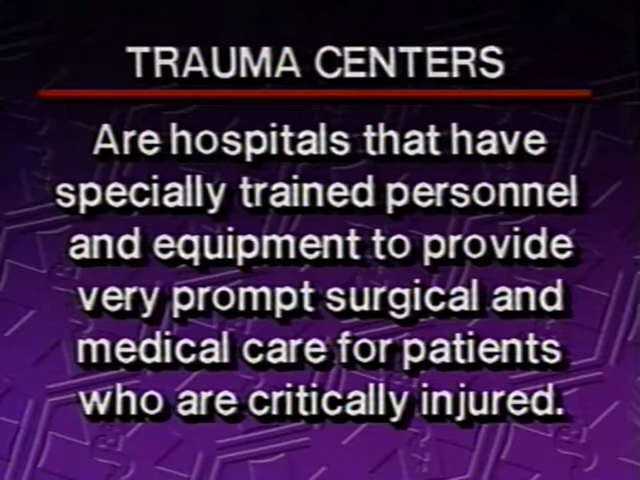 TRAUMA CENTERS
Are hospitals that have
specially trained personnel
and equipment to provide
very prompt surgical and
medical care for patients
who are critically injured.